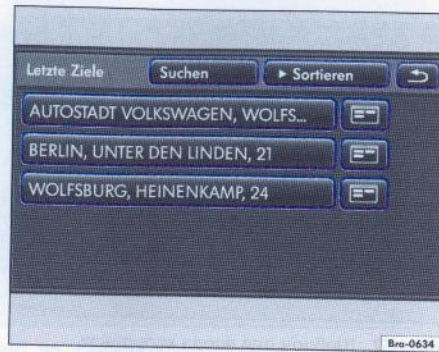 Letzte Ziele Suchen ▸ Sortieren
AUTOSTADT VOLKSWAGEN, WOLFS...
BERLIN, UNTER DEN LINDEN, 21
WOLFSBURG, HEINENKAMP, 24
Bra-0634